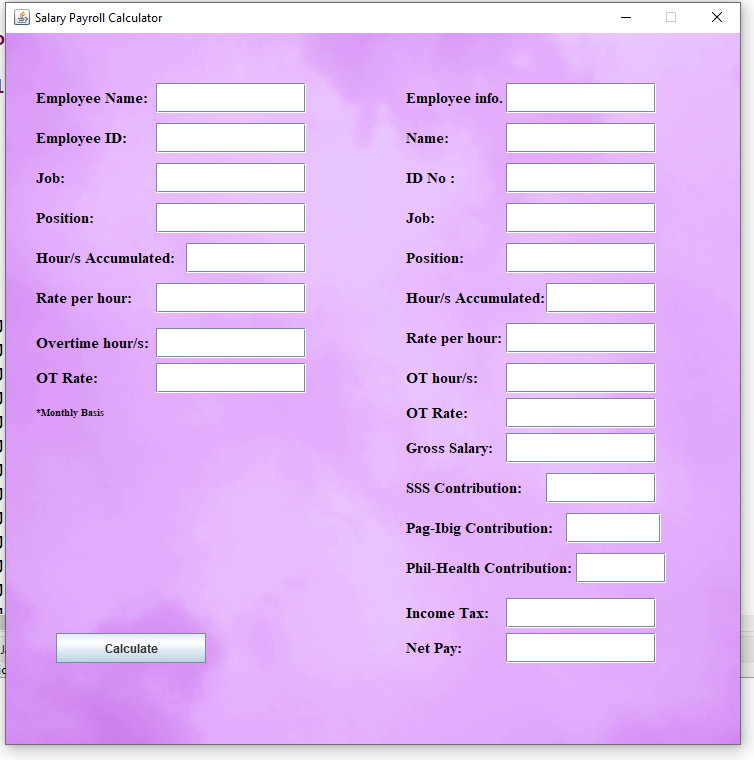 Salary Payroll Calculator
Employee Name:
Employee ID:
Job:
Position:
Hour/s Accumulated:
Rate per hour:
Overtime hour/s:
OT Rate:
*Monthly Basis
Calculate
Employee info.
Name:
ID No :
Job:
Position:
Hour/s Accumulated:
Rate per hour:
OT hour/s:
OT Rate:
Gross Salary:
SSS Contribution:
Pag-Ibig Contribution:
Phil-Health Contribution:
Income Tax:
Net Pay: